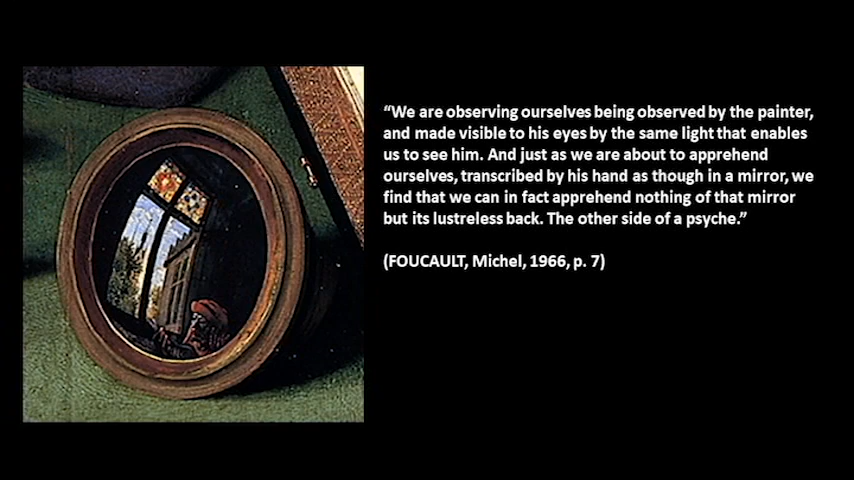 “We are observing ourselves being observed by the painter,
and made visible to his eyes by the same light that enables
us to see him. And just as we are about to apprehend
ourselves, transcribed by his hand as though in a mirror, we
find that we can in fact apprehend nothing of that mirror
but its lustreless back. The other side of a psyche.”
(FOUCAULT, Michel, 1966, p. 7)